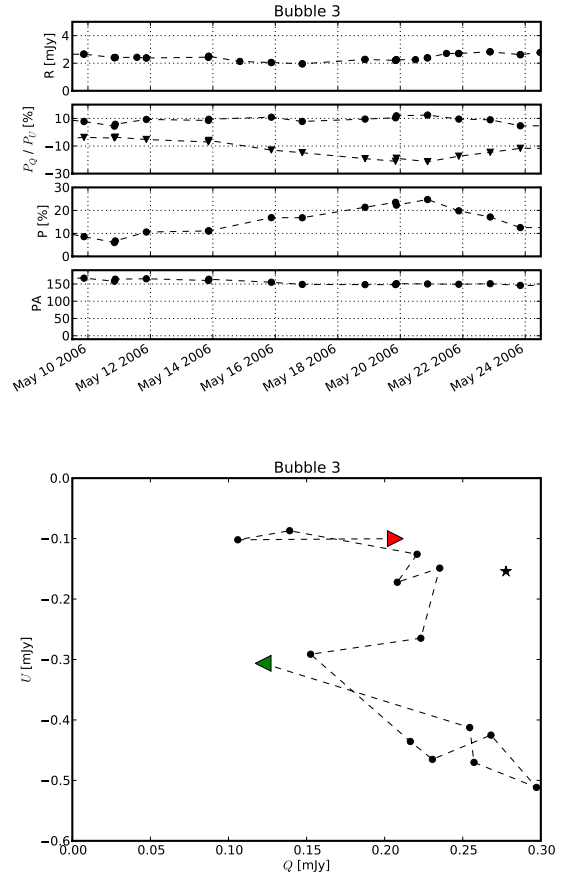 Bubble 3
4
2
0
R [mJy]
10
−10
−30
P_Q / P_U [%]
30
20
10
0
P [%]
150
100
50
0
PA
May 10 2006
May 12 2006
May 14 2006
May 16 2006
May 18 2006
May 20 2006
May 22 2006
May 24 2006
Bubble 3
0.0
−0.1
−0.2
−0.3
−0.4
−0.5
−0.6
U [mJy]
0.00
0.05
0.10
0.15
0.20
0.25
0.30
Q [mJy]